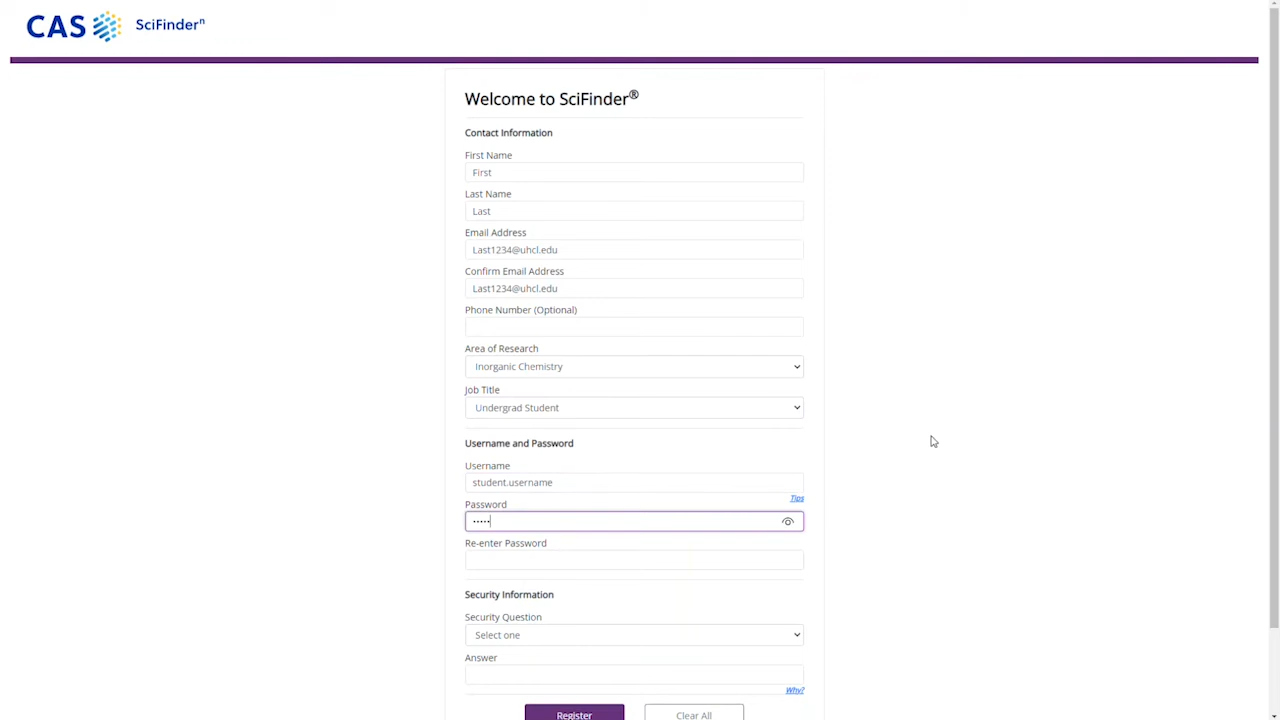 CAS SciFinderⁿ
Welcome to SciFinder®
Contact Information
First Name
First
Last Name
Last
Email Address
Last1234@uhcl.edu
Confirm Email Address
Last1234@uhcl.edu
Phone Number (Optional)
Area of Research
Inorganic Chemistry
Job Title
Undergrad Student
Username and Password
Username
student.username
Tips
Password
•••••
Re-enter Password
Security Information
Security Question
Select one
Answer
Why?
Register Clear All